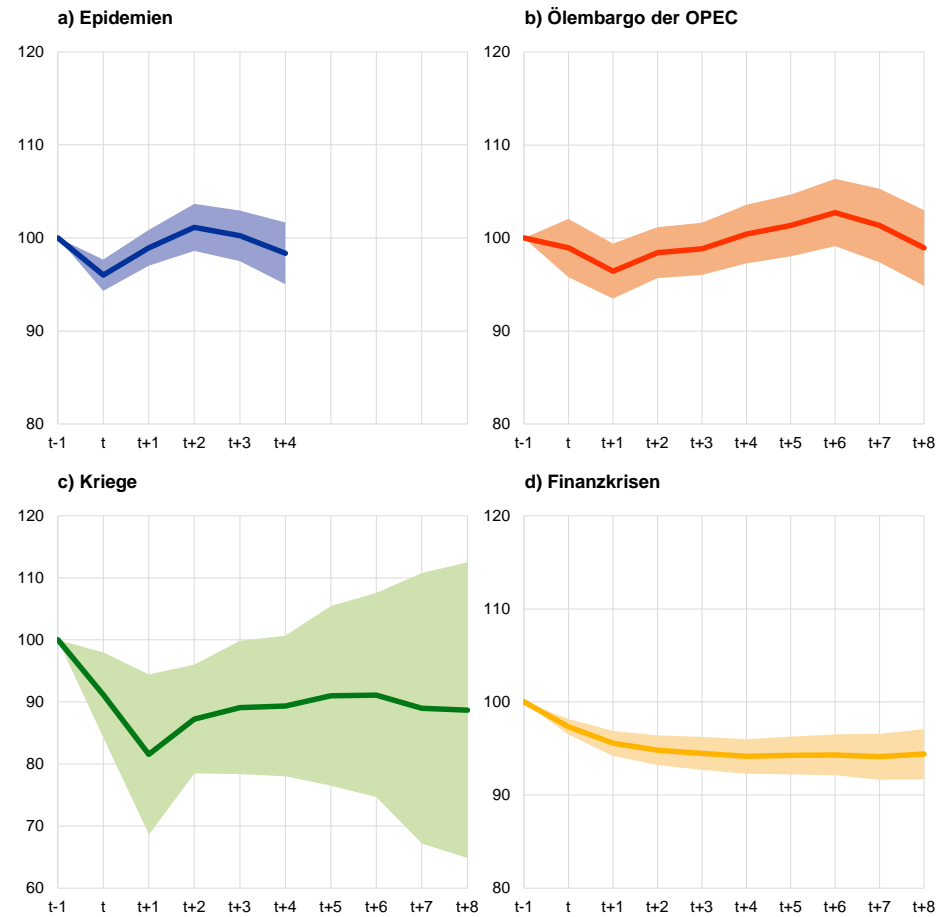 a) Epidemien
120
110
100
90
80
t-1 t t+1 t+2 t+3 t+4
b) Ölembargo der OPEC
120
110
100
90
80
t-1 t t+1 t+2 t+3 t+4 t+5 t+6 t+7 t+8
c) Kriege
120
110
100
90
80
70
60
t-1 t t+1 t+2 t+3 t+4 t+5 t+6 t+7 t+8
d) Finanzkrisen
120
110
100
90
80
t-1 t t+1 t+2 t+3 t+4 t+5 t+6 t+7 t+8